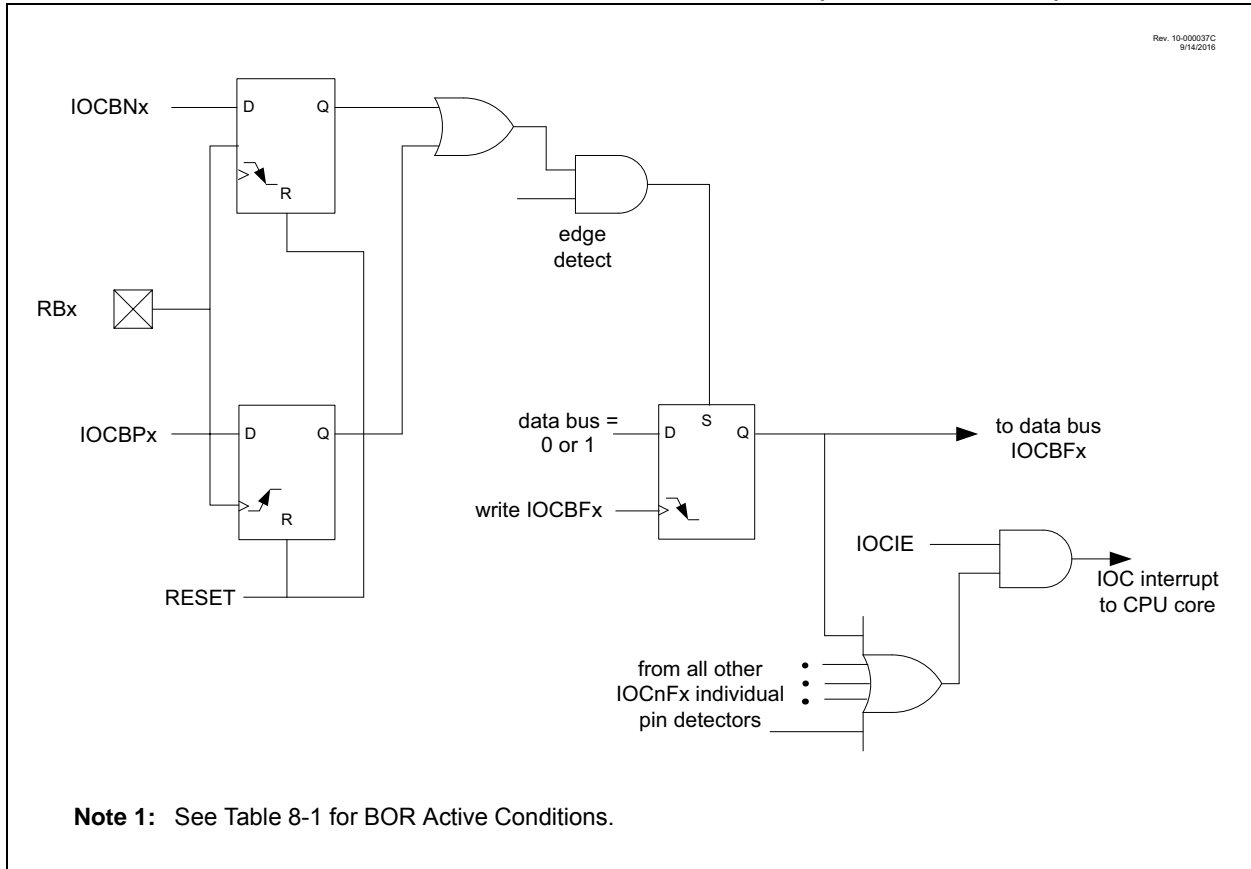 Rev. 10-000037C
9/14/2016
IOCBNx
D
Q
R
edge
detect
RBx
IOCBPx
D
Q
R
RESET
data bus =
0 or 1
S
D
Q
to data bus
IOCBFx
write IOCBFx
IOCIE
IOC interrupt
to CPU core
from all other
IOCnFx individual
pin detectors
Note 1: See Table 8-1 for BOR Active Conditions.